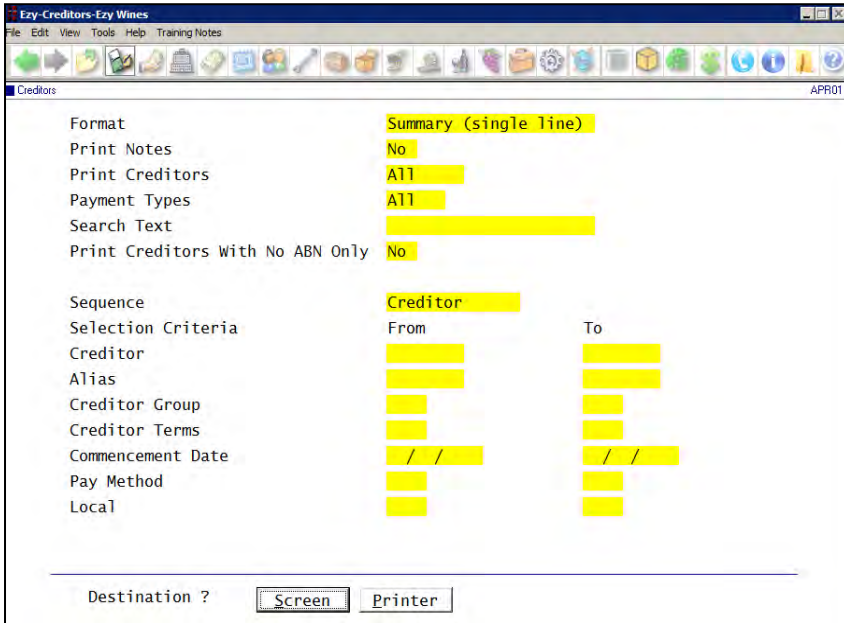 Ezy-Creditors-Ezy Wines
File Edit View Tools Help Training Notes
Creditors APR01
Format Summary (single line)
Print Notes No
Print Creditors All
Payment Types All
Search Text
Print Creditors With No ABN Only No
Sequence Creditor
Selection Criteria From To
Creditor
Alias
Creditor Group
Creditor Terms
Commencement Date / / / /
Pay Method
Local
Destination ? Screen Printer